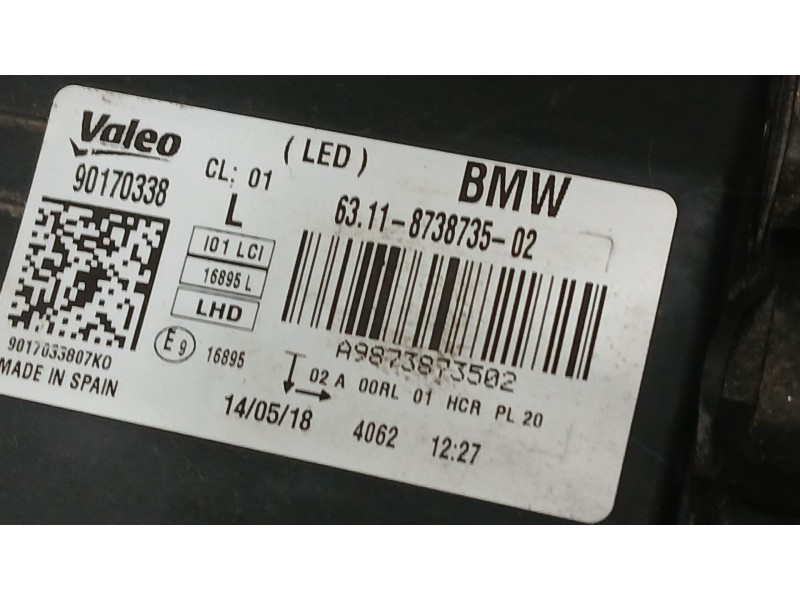 Valeo
90170338
CL: 01
(LED)
BMW
L
63.11-8738735-02
I01 LCI
16895 L
LHD
A9873873502
9017033807K0
E9 16895
MADE IN SPAIN
02 A 00RL 01 HCR PL 20
14/05/18 4062 12:27